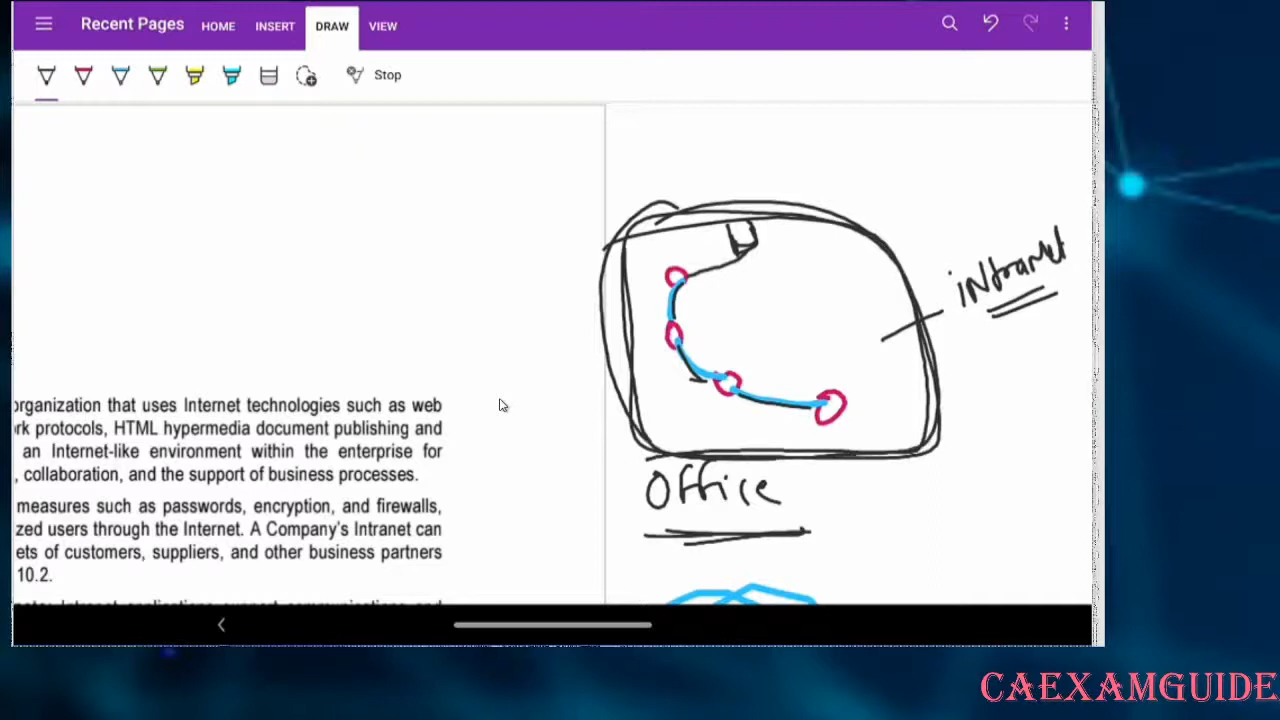 Recent Pages HOME INSERT DRAW VIEW
Stop
intranet
organization that uses Internet technologies such as web
rk protocols, HTML hypermedia document publishing and
an Internet-like environment within the enterprise for
, collaboration, and the support of business processes.
measures such as passwords, encryption, and firewalls,
zed users through the Internet. A Company's Intranet can
ets of customers, suppliers, and other business partners
10.2.
Office
CAEXAMGUIDE